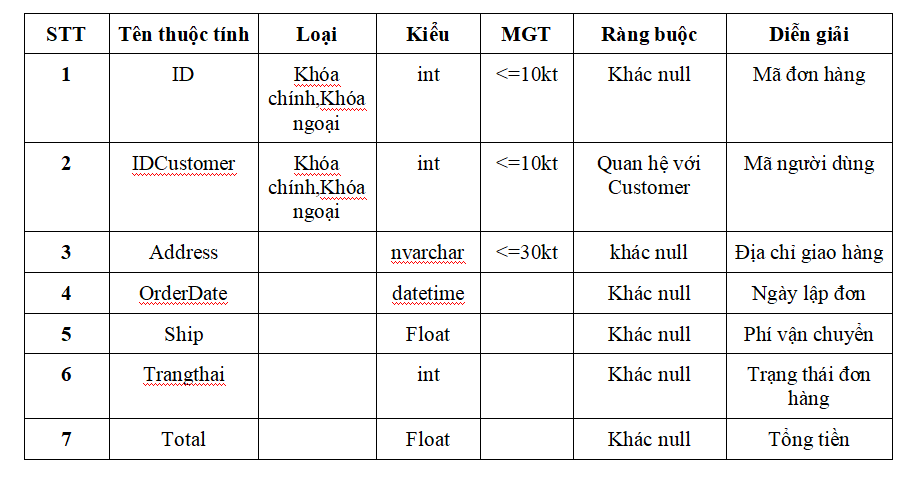 STT Tên thuộc tính Loại Kiểu MGT Ràng buộc Diễn giải
1 ID Khóa int <=10kt Khác null Mã đơn hàng
chính,Khóa
ngoại
2 IDCustomer Khóa int <=10kt Quan hệ với Mã người dùng
chính,Khóa Customer
ngoại
3 Address nvarchar <=30kt khác null Địa chỉ giao hàng
4 OrderDate datetime Khác null Ngày lập đơn
5 Ship Float Khác null Phí vận chuyển
6 Trangthai int Khác null Trạng thái đơn
hàng
7 Total Float Khác null Tổng tiền